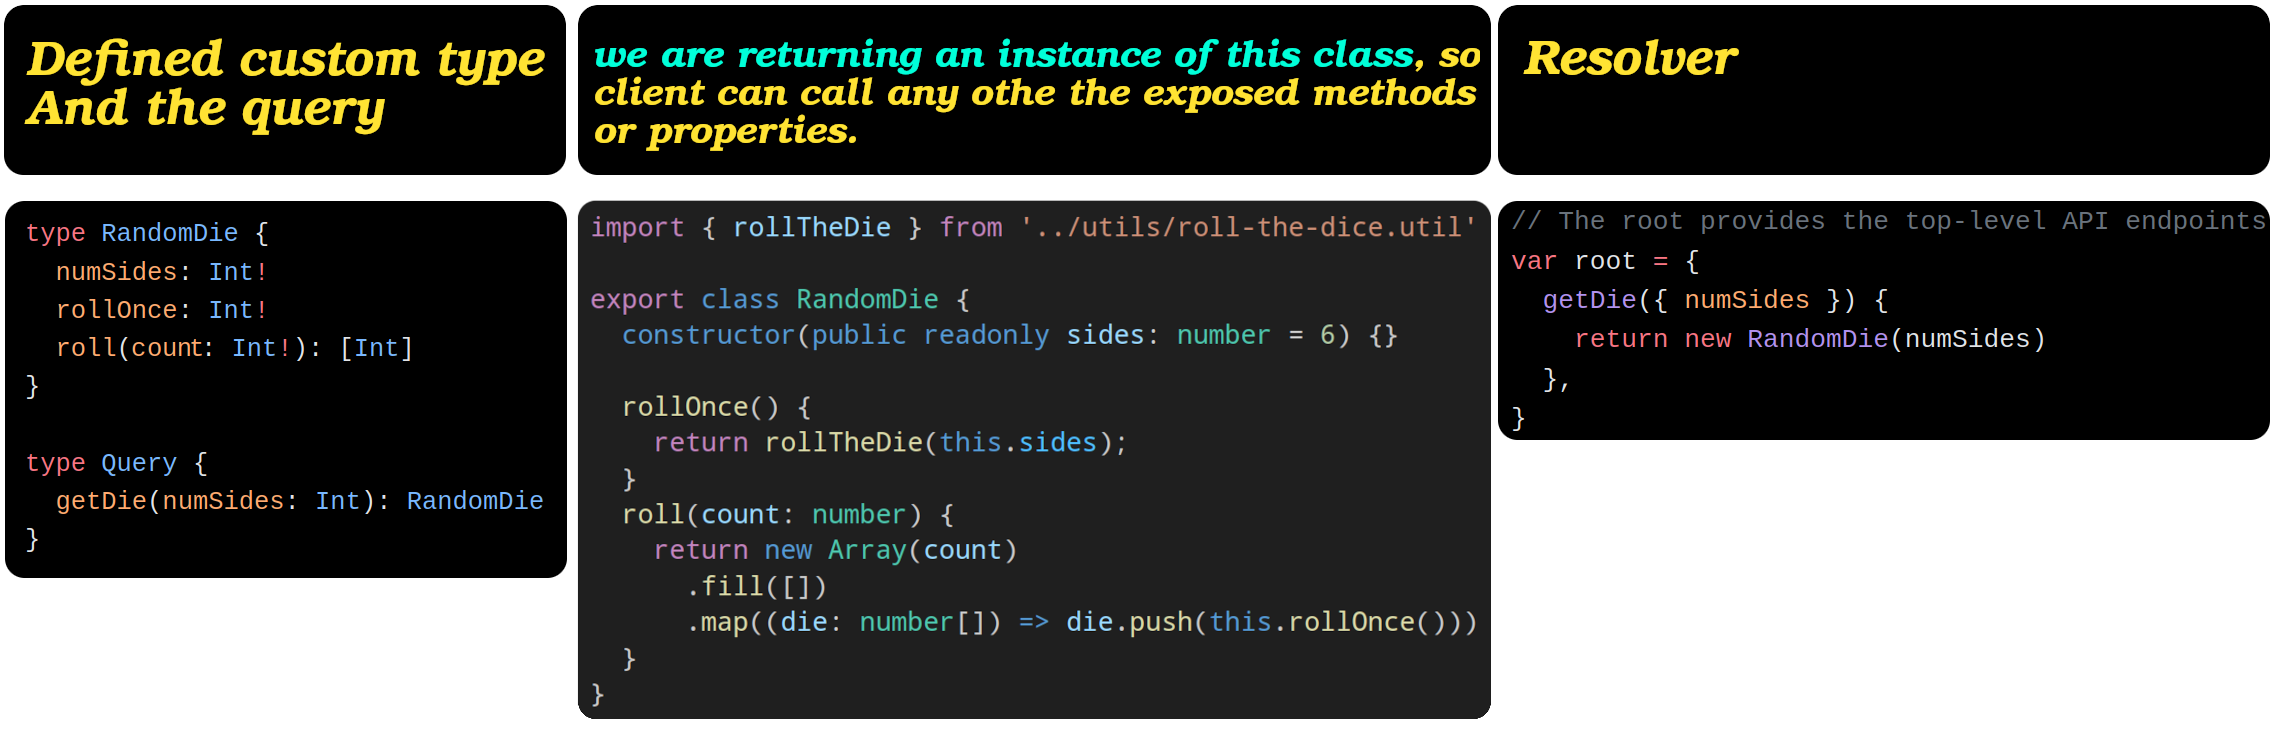 Defined custom type
And the query
type RandomDie {
  numSides: Int!
  rollOnce: Int!
  roll(count: Int!): [Int]
}
type Query {
  getDie(numSides: Int): RandomDie
}
we are returning an instance of this class, so
client can call any othe the exposed methods
or properties.
import { rollTheDie } from '../utils/roll-the-dice.util'
export class RandomDie {
  constructor(public readonly sides: number = 6) {}
  rollOnce() {
    return rollTheDie(this.sides);
  }
  roll(count: number) {
    return new Array(count)
      .fill([])
      .map((die: number[]) => die.push(this.rollOnce()))
  }
}
Resolver
// The root provides the top-level API endpoints
var root = {
  getDie({ numSides }) {
    return new RandomDie(numSides)
  },
}